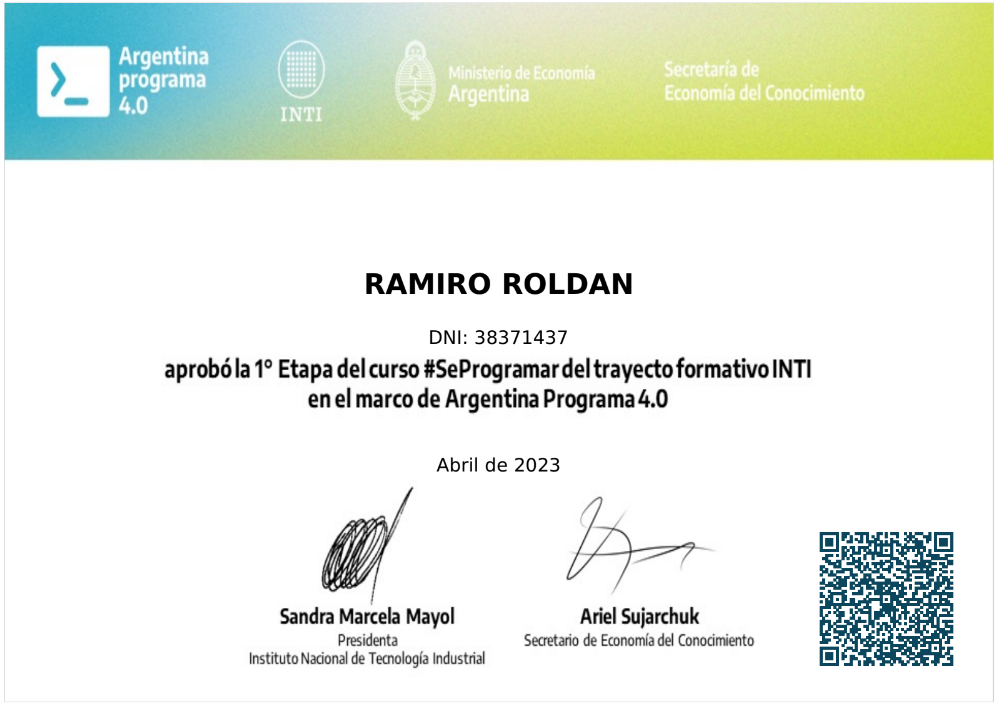 Argentina
programa
4.0
INTI
Ministerio de Economía
Argentina
Secretaría de
Economía del Conocimiento
RAMIRO ROLDAN
DNI: 38371437
aprobó la 1° Etapa del curso #SeProgramar del trayecto formativo INTI
en el marco de Argentina Programa 4.0
Abril de 2023
Sandra Marcela Mayol
Presidenta
Instituto Nacional de Tecnología Industrial
Ariel Sujarchuk
Secretario de Economía del Conocimiento